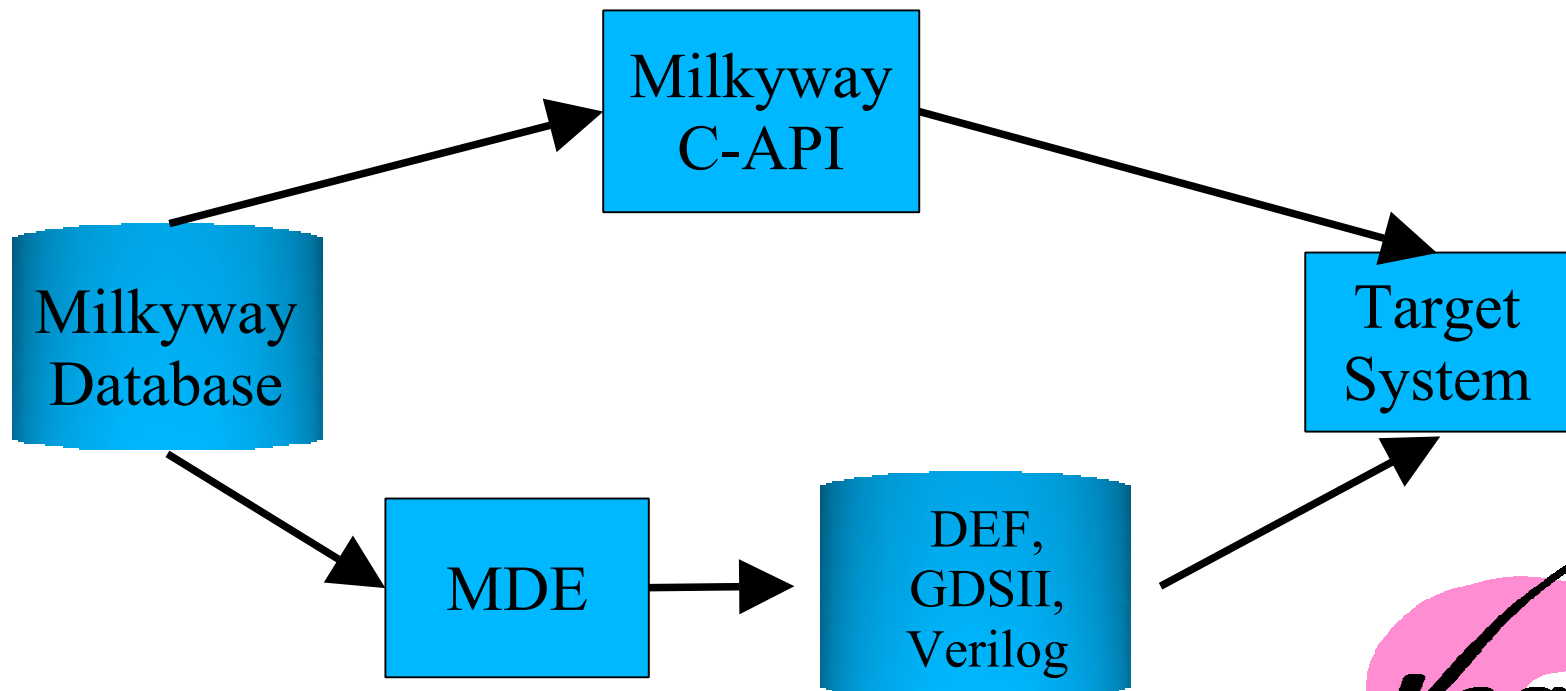 Milkyway
C-API
Milkyway
Database
Target
System
MDE
DEF,
GDSII,
Verilog